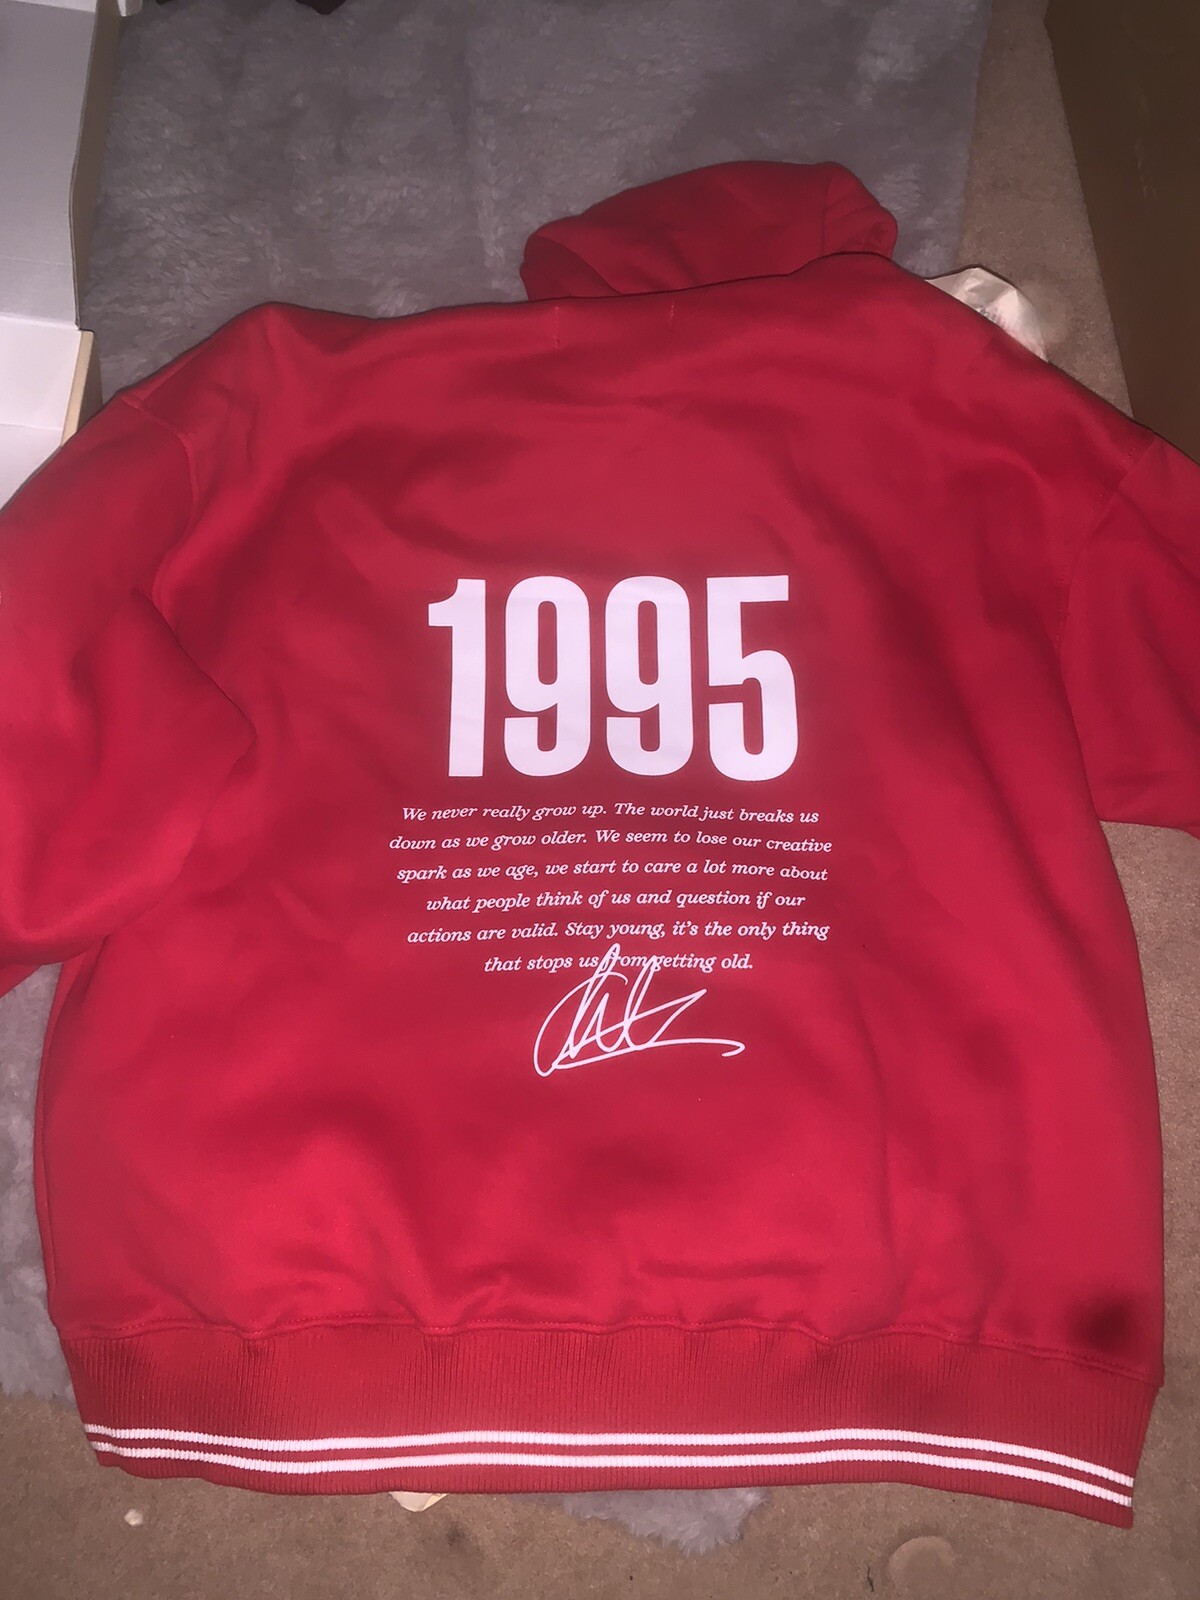 1995
We never really grow up. The world just breaks us
down as we grow older. We seem to lose our creative
spark as we age, we start to care a lot more about
what people think of us and question if our
actions are valid. Stay young, it's the only thing
that stops us from getting old.